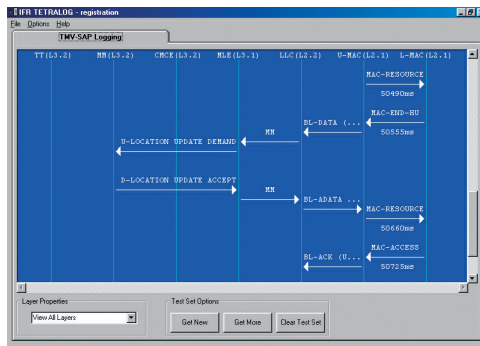 IFR TETRALOG - registration
File Options Help
TMV-SAP Logging
TT(L3.2) MM(L3.2) CMCE(L3.2) MLE(L3.1) LLC(L2.2) U-MAC(L2.1) L-MAC(L2.1)
MAC-RESOURCE
50490ms
MAC-END-HU
BL-DATA (...
50555ms
MM
U-LOCATION UPDATE DEMAND
D-LOCATION UPDATE ACCEPT
MM
BL-ADATA ...
MAC-RESOURCE
50660ms
MAC-ACCESS
BL-ACK (U...
50725ms
Layer Properties
Test Set Options
View All Layers
Get New
Get More
Clear Test Set